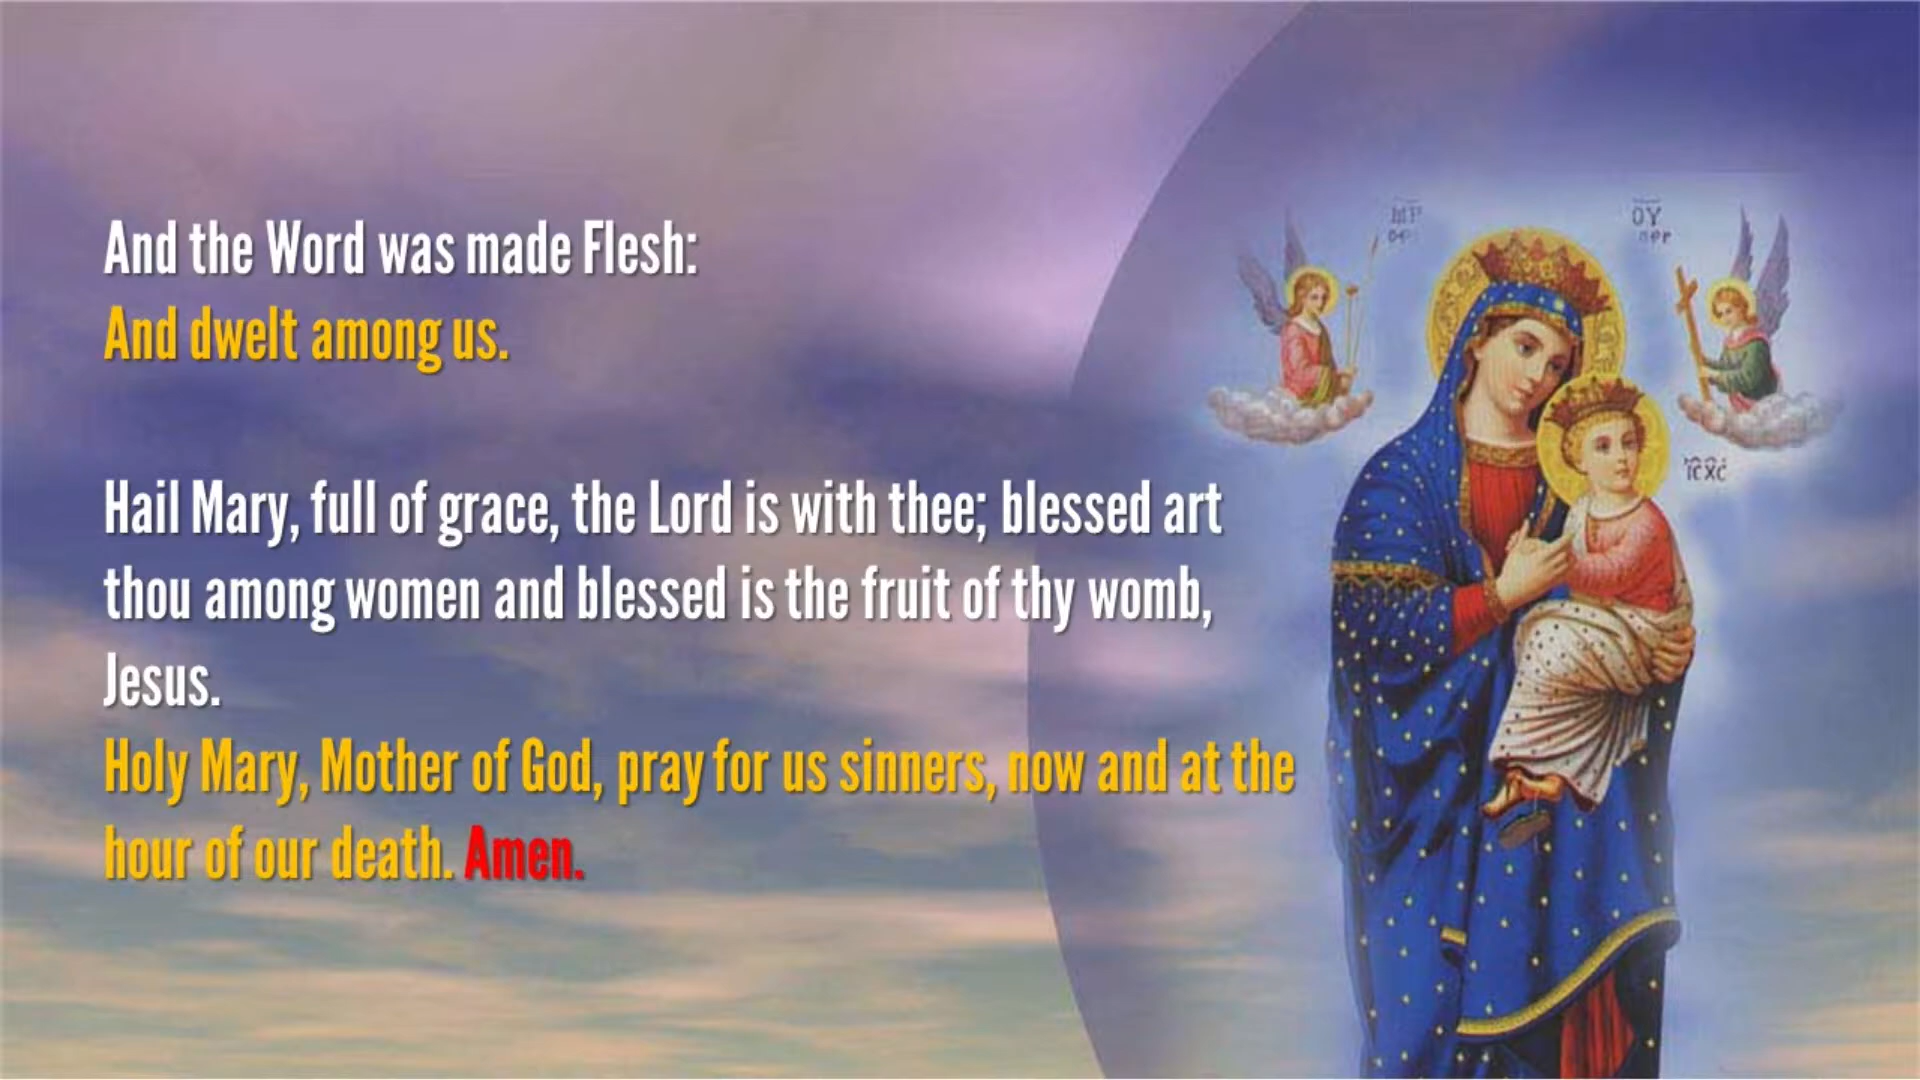 And the Word was made Flesh:
And dwelt among us.
Hail Mary, full of grace, the Lord is with thee; blessed art
thou among women and blessed is the fruit of thy womb,
Jesus.
Holy Mary, Mother of God, pray for us sinners, now and at the
hour of our death. Amen.